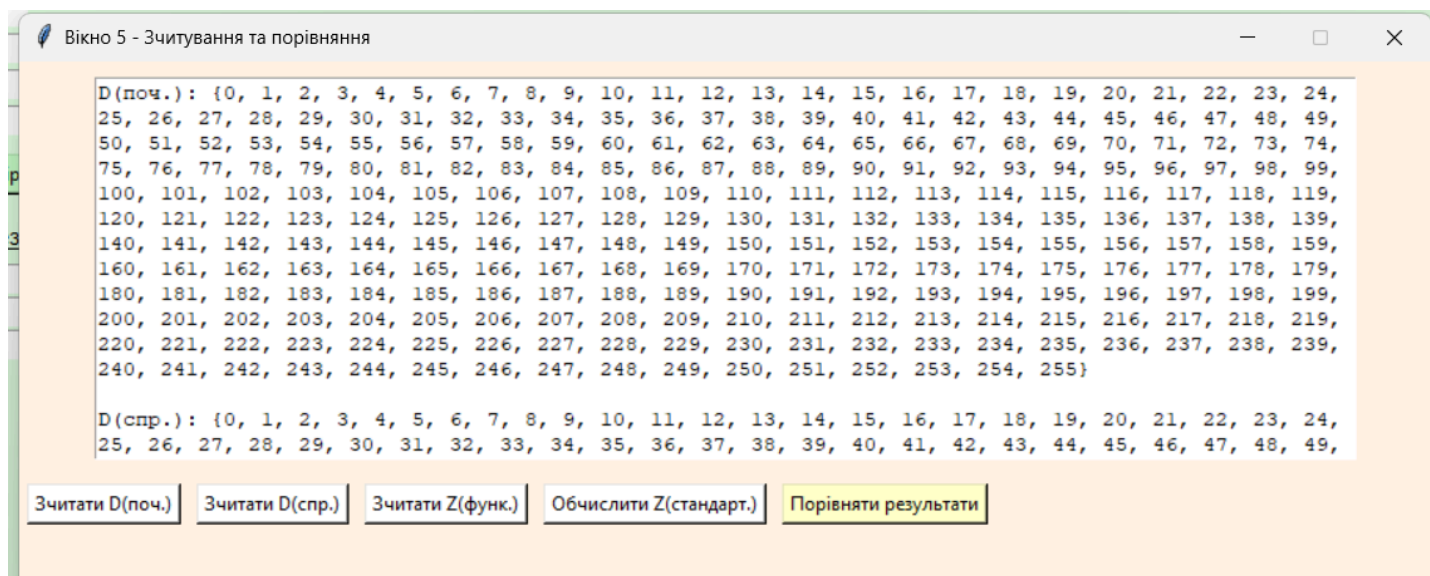 Вікно 5 - Зчитування та порівняння
D(поч.): {0, 1, 2, 3, 4, 5, 6, 7, 8, 9, 10, 11, 12, 13, 14, 15, 16, 17, 18, 19, 20, 21, 22, 23, 24,
25, 26, 27, 28, 29, 30, 31, 32, 33, 34, 35, 36, 37, 38, 39, 40, 41, 42, 43, 44, 45, 46, 47, 48, 49,
50, 51, 52, 53, 54, 55, 56, 57, 58, 59, 60, 61, 62, 63, 64, 65, 66, 67, 68, 69, 70, 71, 72, 73, 74,
75, 76, 77, 78, 79, 80, 81, 82, 83, 84, 85, 86, 87, 88, 89, 90, 91, 92, 93, 94, 95, 96, 97, 98, 99,
100, 101, 102, 103, 104, 105, 106, 107, 108, 109, 110, 111, 112, 113, 114, 115, 116, 117, 118, 119,
120, 121, 122, 123, 124, 125, 126, 127, 128, 129, 130, 131, 132, 133, 134, 135, 136, 137, 138, 139,
140, 141, 142, 143, 144, 145, 146, 147, 148, 149, 150, 151, 152, 153, 154, 155, 156, 157, 158, 159,
160, 161, 162, 163, 164, 165, 166, 167, 168, 169, 170, 171, 172, 173, 174, 175, 176, 177, 178, 179,
180, 181, 182, 183, 184, 185, 186, 187, 188, 189, 190, 191, 192, 193, 194, 195, 196, 197, 198, 199,
200, 201, 202, 203, 204, 205, 206, 207, 208, 209, 210, 211, 212, 213, 214, 215, 216, 217, 218, 219,
220, 221, 222, 223, 224, 225, 226, 227, 228, 229, 230, 231, 232, 233, 234, 235, 236, 237, 238, 239,
240, 241, 242, 243, 244, 245, 246, 247, 248, 249, 250, 251, 252, 253, 254, 255}
D(спр.): {0, 1, 2, 3, 4, 5, 6, 7, 8, 9, 10, 11, 12, 13, 14, 15, 16, 17, 18, 19, 20, 21, 22, 23, 24,
25, 26, 27, 28, 29, 30, 31, 32, 33, 34, 35, 36, 37, 38, 39, 40, 41, 42, 43, 44, 45, 46, 47, 48, 49,
Зчитати D(поч.) Зчитати D(спр.) Зчитати Z(функ.) Обчислити Z(стандарт.) Порівняти результати